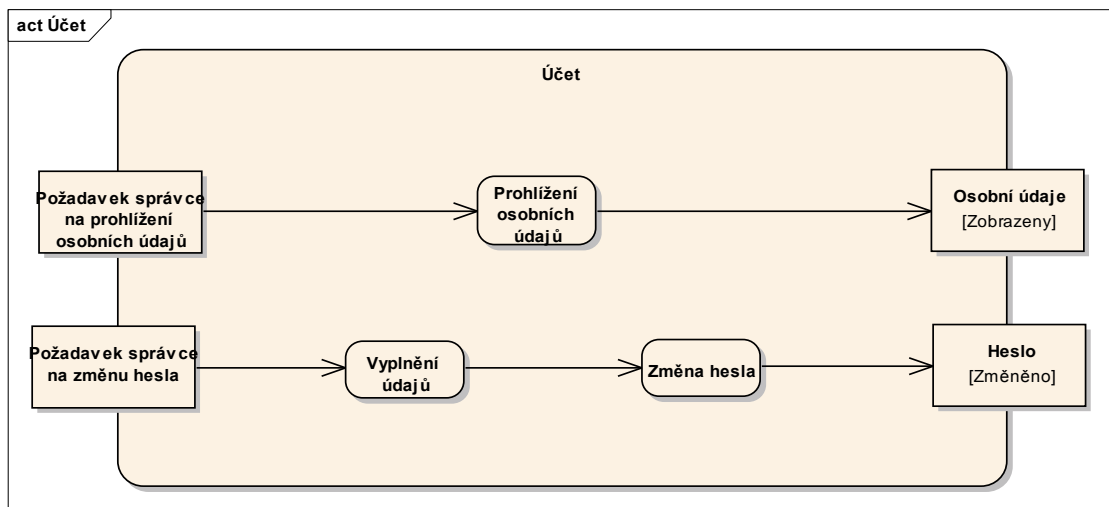 act Účet
Účet
Požadavek správce
na prohlížení
osobních údajů
Prohlížení
osobních
údajů
Osobní údaje
[Zobrazeny]
Požadavek správce
na změnu hesla
Vyplnění
údajů
Změna hesla
Heslo
[Změněno]